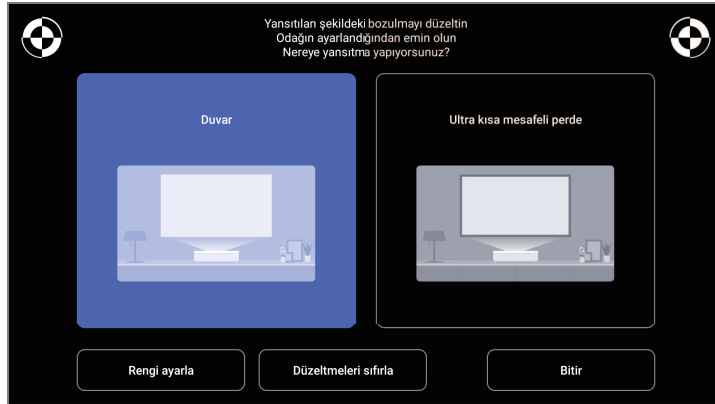 Yansıtılan şekildeki bozulmayı düzeltin
Odağın ayarlandığından emin olun
Nereye yansıtma yapıyorsunuz?
Duvar
Ultra kısa mesafeli perde
Rengi ayarla
Düzeltmeleri sıfırla
Bitir